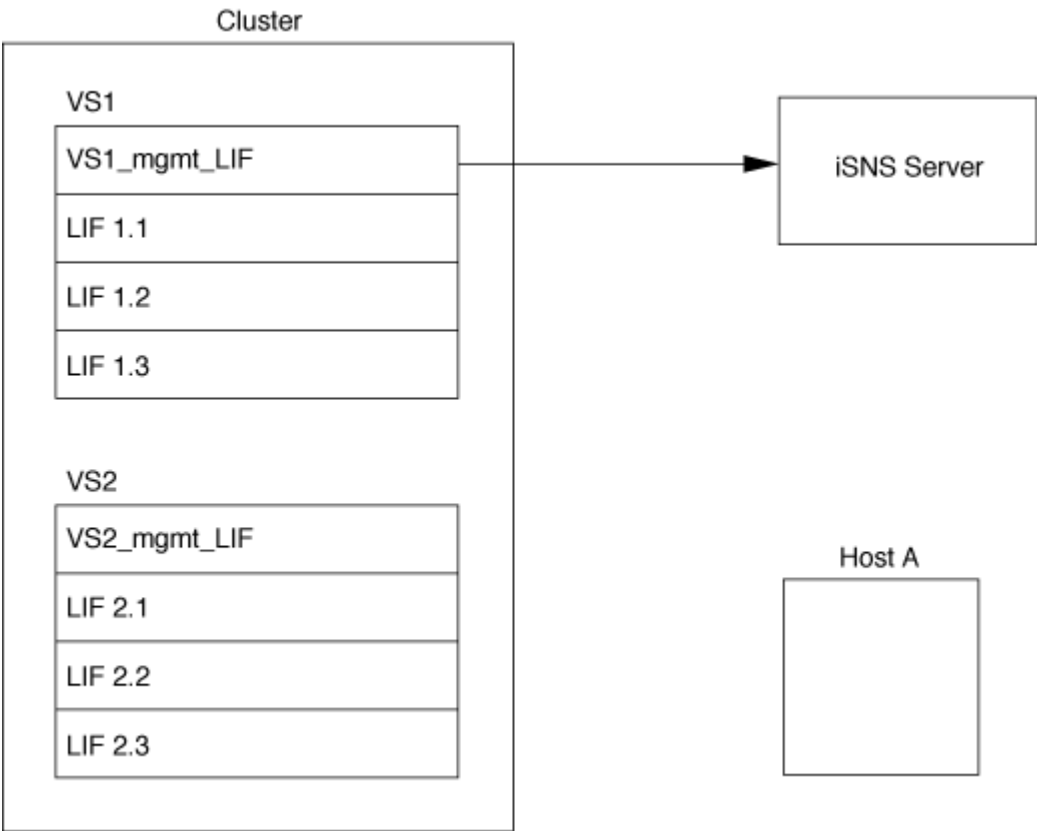 Cluster
VS1
VS1_mgmt_LIF
iSNS Server
LIF 1.1
LIF 1.2
LIF 1.3
VS2
VS2_mgmt_LIF
Host A
LIF 2.1
LIF 2.2
LIF 2.3